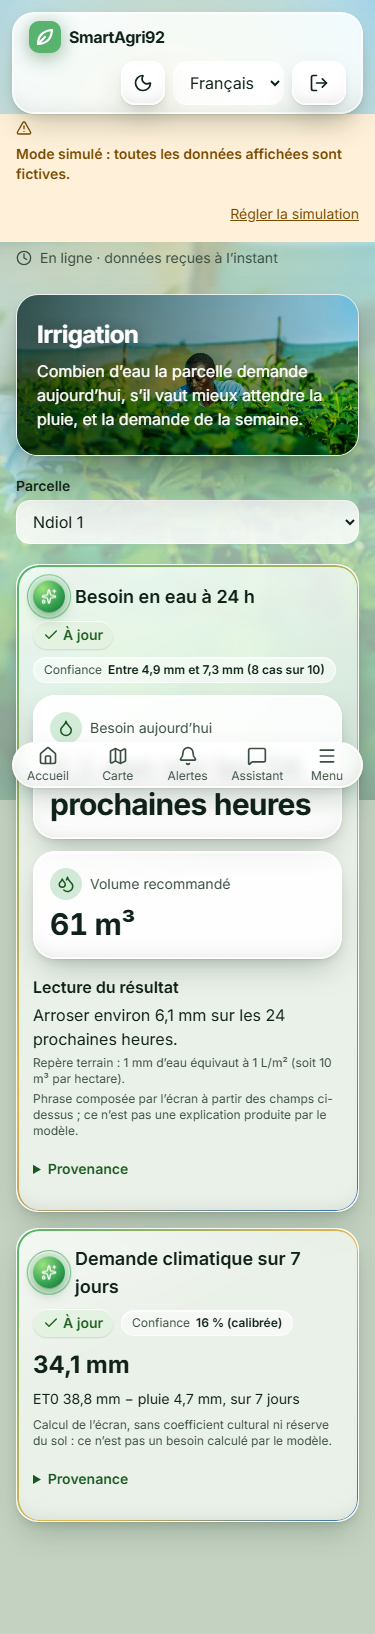 SmartAgri92
Français
Mode simulé : toutes les données affichées sont
fictives.
Régler la simulation
En ligne · données reçues à l’instant
Irrigation
Combien d’eau la parcelle demande
aujourd’hui, s’il vaut mieux attendre la
pluie, et la demande de la semaine.
Parcelle
Ndiol 1
Besoin en eau à 24 h
À jour
Confiance Entre 4,9 mm et 7,3 mm (8 cas sur 10)
Besoin aujourd’hui
Accueil
Carte
Alertes
Assistant
Menu
prochaines heures
Volume recommandé
61 m³
Lecture du résultat
Arroser environ 6,1 mm sur les 24
prochaines heures.
Repère terrain : 1 mm d’eau équivaut à 1 L/m² (soit 10
m³ par hectare).
Phrase composée par l’écran à partir des champs ci-
dessus ; ce n’est pas une explication produite par le
modèle.
Provenance
Demande climatique sur 7
jours
À jour
Confiance 16 % (calibrée)
34,1 mm
ET0 38,8 mm − pluie 4,7 mm, sur 7 jours
Calcul de l’écran, sans coefficient cultural ni réserve
du sol : ce n’est pas un besoin calculé par le modèle.
Provenance